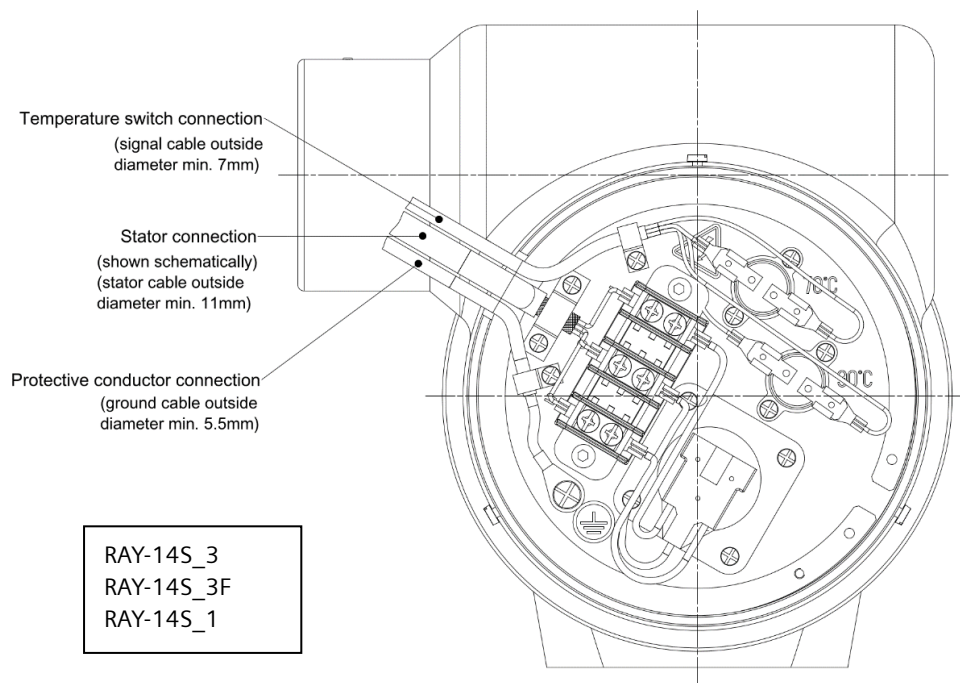 Temperature switch connection
(signal cable outside
diameter min. 7mm)
Stator connection
(shown schematically)
(stator cable outside
diameter min. 11mm)
Protective conductor connection
(ground cable outside
diameter min. 5.5mm)
70°C
90°C
RAY-14S_3
RAY-14S_3F
RAY-14S_1